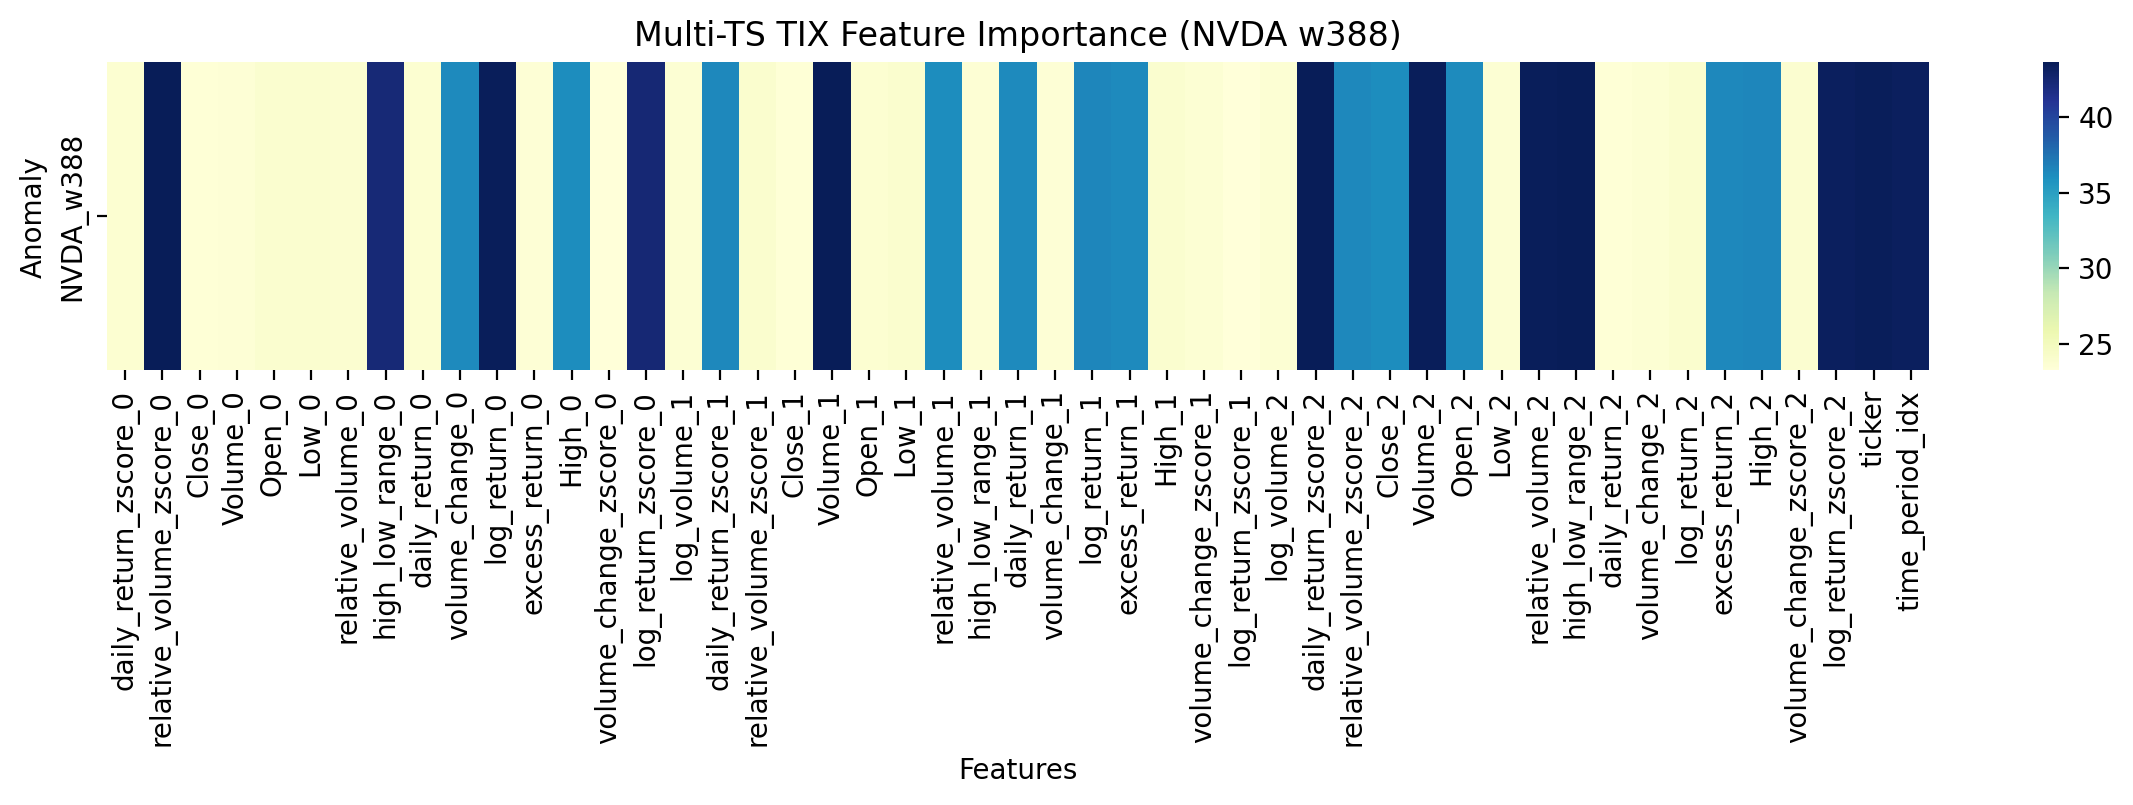 Multi-TS TIX Feature Importance (NVDA w388)
Anomaly
NVDA_w388
40
35
30
25
daily_return_zscore_0
relative_volume_zscore_0
Close_0
Volume_0
Open_0
Low_0
relative_volume_0
high_low_range_0
daily_return_0
volume_change_0
log_return_0
excess_return_0
High_0
volume_change_zscore_0
log_return_zscore_0
log_volume_1
daily_return_zscore_1
relative_volume_zscore_1
Close_1
Volume_1
Open_1
Low_1
relative_volume_1
high_low_range_1
daily_return_1
volume_change_1
log_return_1
excess_return_1
High_1
volume_change_zscore_1
log_return_zscore_1
log_volume_2
daily_return_zscore_2
relative_volume_zscore_2
Close_2
Volume_2
Open_2
Low_2
relative_volume_2
high_low_range_2
daily_return_2
volume_change_2
log_return_2
excess_return_2
High_2
volume_change_zscore_2
log_return_zscore_2
ticker
time_period_idx
Features